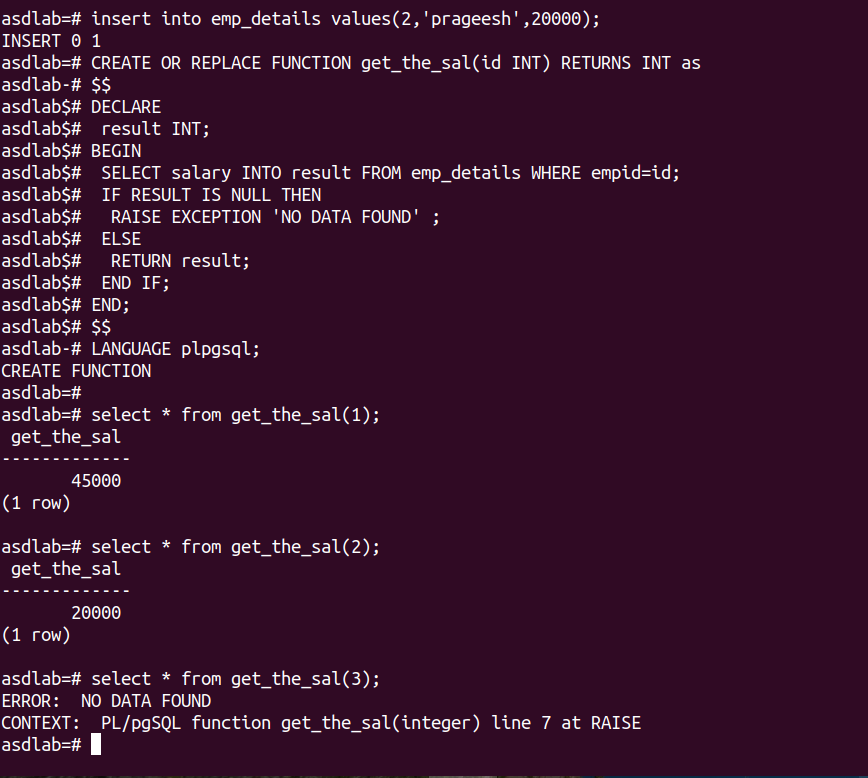 asdlab=# insert into emp_details values(2,'prageesh',20000);
INSERT 0 1
asdlab=# CREATE OR REPLACE FUNCTION get_the_sal(id INT) RETURNS INT as
asdlab-# $$
asdlab$# DECLARE
asdlab$#  result INT;
asdlab$# BEGIN
asdlab$#  SELECT salary INTO result FROM emp_details WHERE empid=id;
asdlab$#  IF RESULT IS NULL THEN
asdlab$#   RAISE EXCEPTION 'NO DATA FOUND' ;
asdlab$#  ELSE
asdlab$#   RETURN result;
asdlab$#  END IF;
asdlab$# END;
asdlab$# $$
asdlab-# LANGUAGE plpgsql;
CREATE FUNCTION
asdlab=#
asdlab=# select * from get_the_sal(1);
 get_the_sal
-------------
       45000
(1 row)

asdlab=# select * from get_the_sal(2);
 get_the_sal
-------------
       20000
(1 row)

asdlab=# select * from get_the_sal(3);
ERROR:  NO DATA FOUND
CONTEXT:  PL/pgSQL function get_the_sal(integer) line 7 at RAISE
asdlab=#